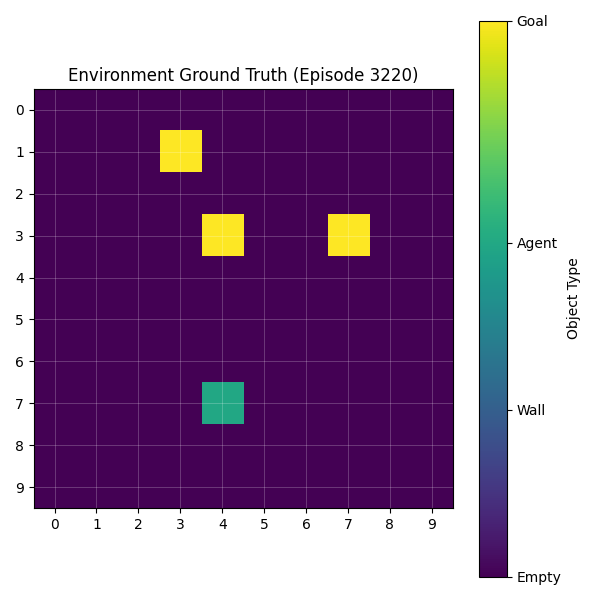 Environment Ground Truth (Episode 3220)
0
1
2
3
4
5
6
7
8
9
0 1 2 3 4 5 6 7 8 9
Goal
Agent
Wall
Empty
Object Type